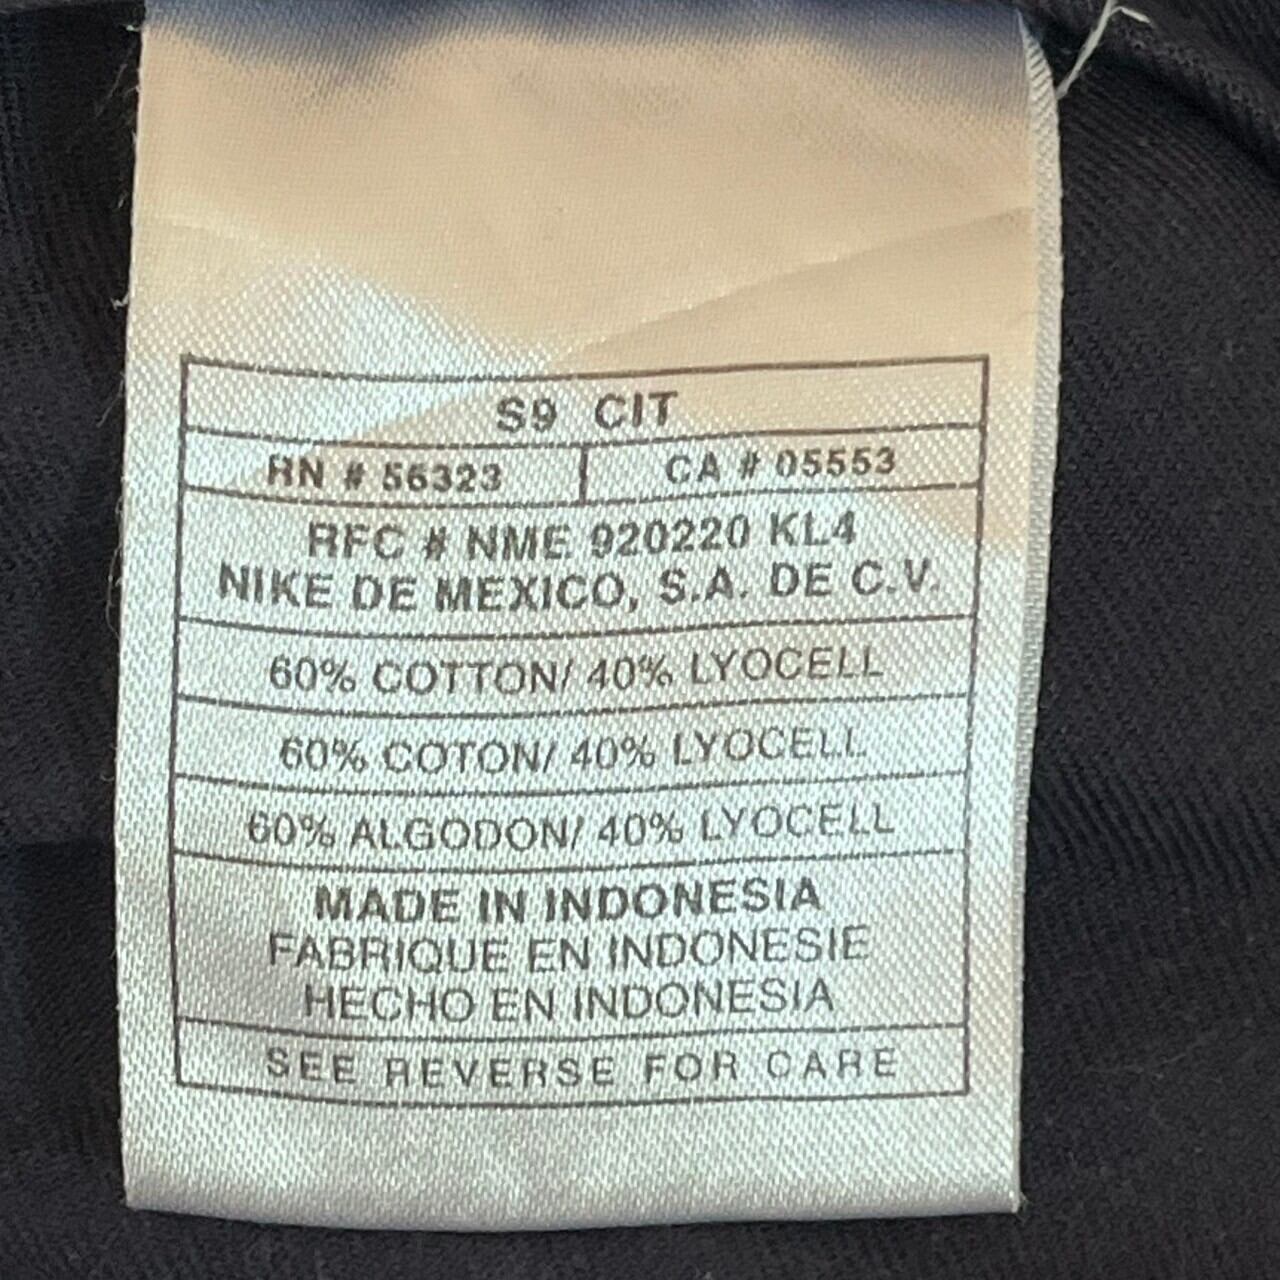 S9 CIT
RN # 56323
CA # 05553
RFC # NME 920220 KL4
NIKE DE MEXICO, S.A. DE C.V.
60% COTTON/ 40% LYOCELL
60% COTON/ 40% LYOCELL
60% ALGODON/ 40% LYOCELL
MADE IN INDONESIA
FABRIQUE EN INDONESIE
HECHO EN INDONESIA
SEE REVERSE FOR CARE